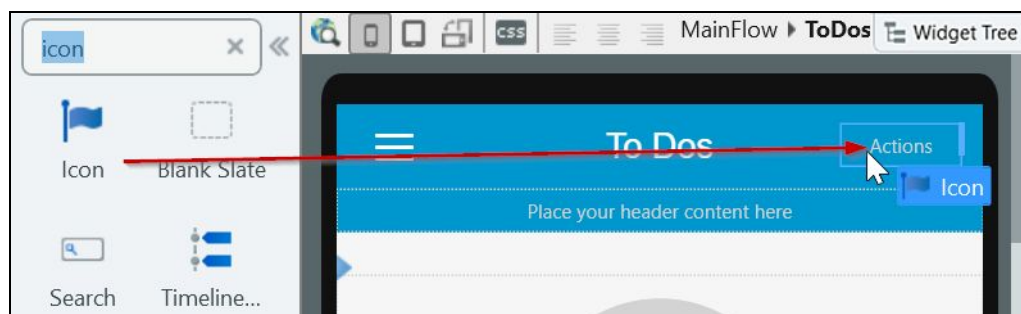 icon
Icon
Blank Slate
Search
Timeline...
css
MainFlow ToDos Widget Tree
To Dos
Actions
Icon
Place your header content here